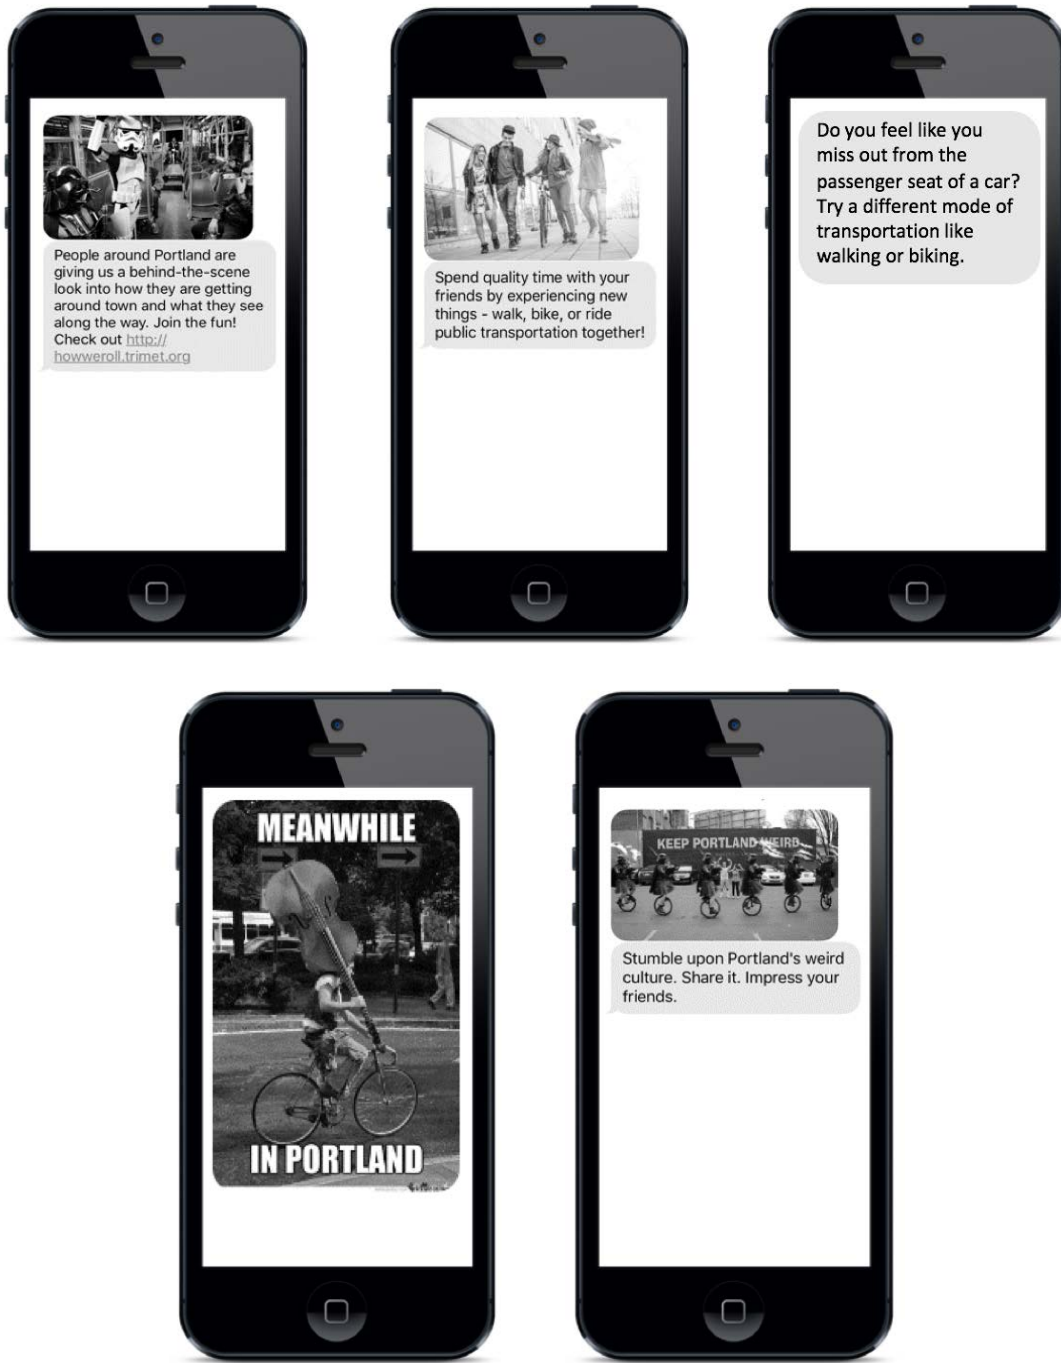 People around Portland are
giving us a behind-the-scene
look into how they are getting
around town and what they see
along the way. Join the fun!
Check out http://
howweroll.trimet.org
Spend quality time with your
friends by experiencing new
things - walk, bike, or ride
public transportation together!
Do you feel like you
miss out from the
passenger seat of a car?
Try a different mode of
transportation like
walking or biking.
MEANWHILE
IN PORTLAND
KEEP PORTLAND WEIRD
Stumble upon Portland's weird
culture. Share it. Impress your
friends.